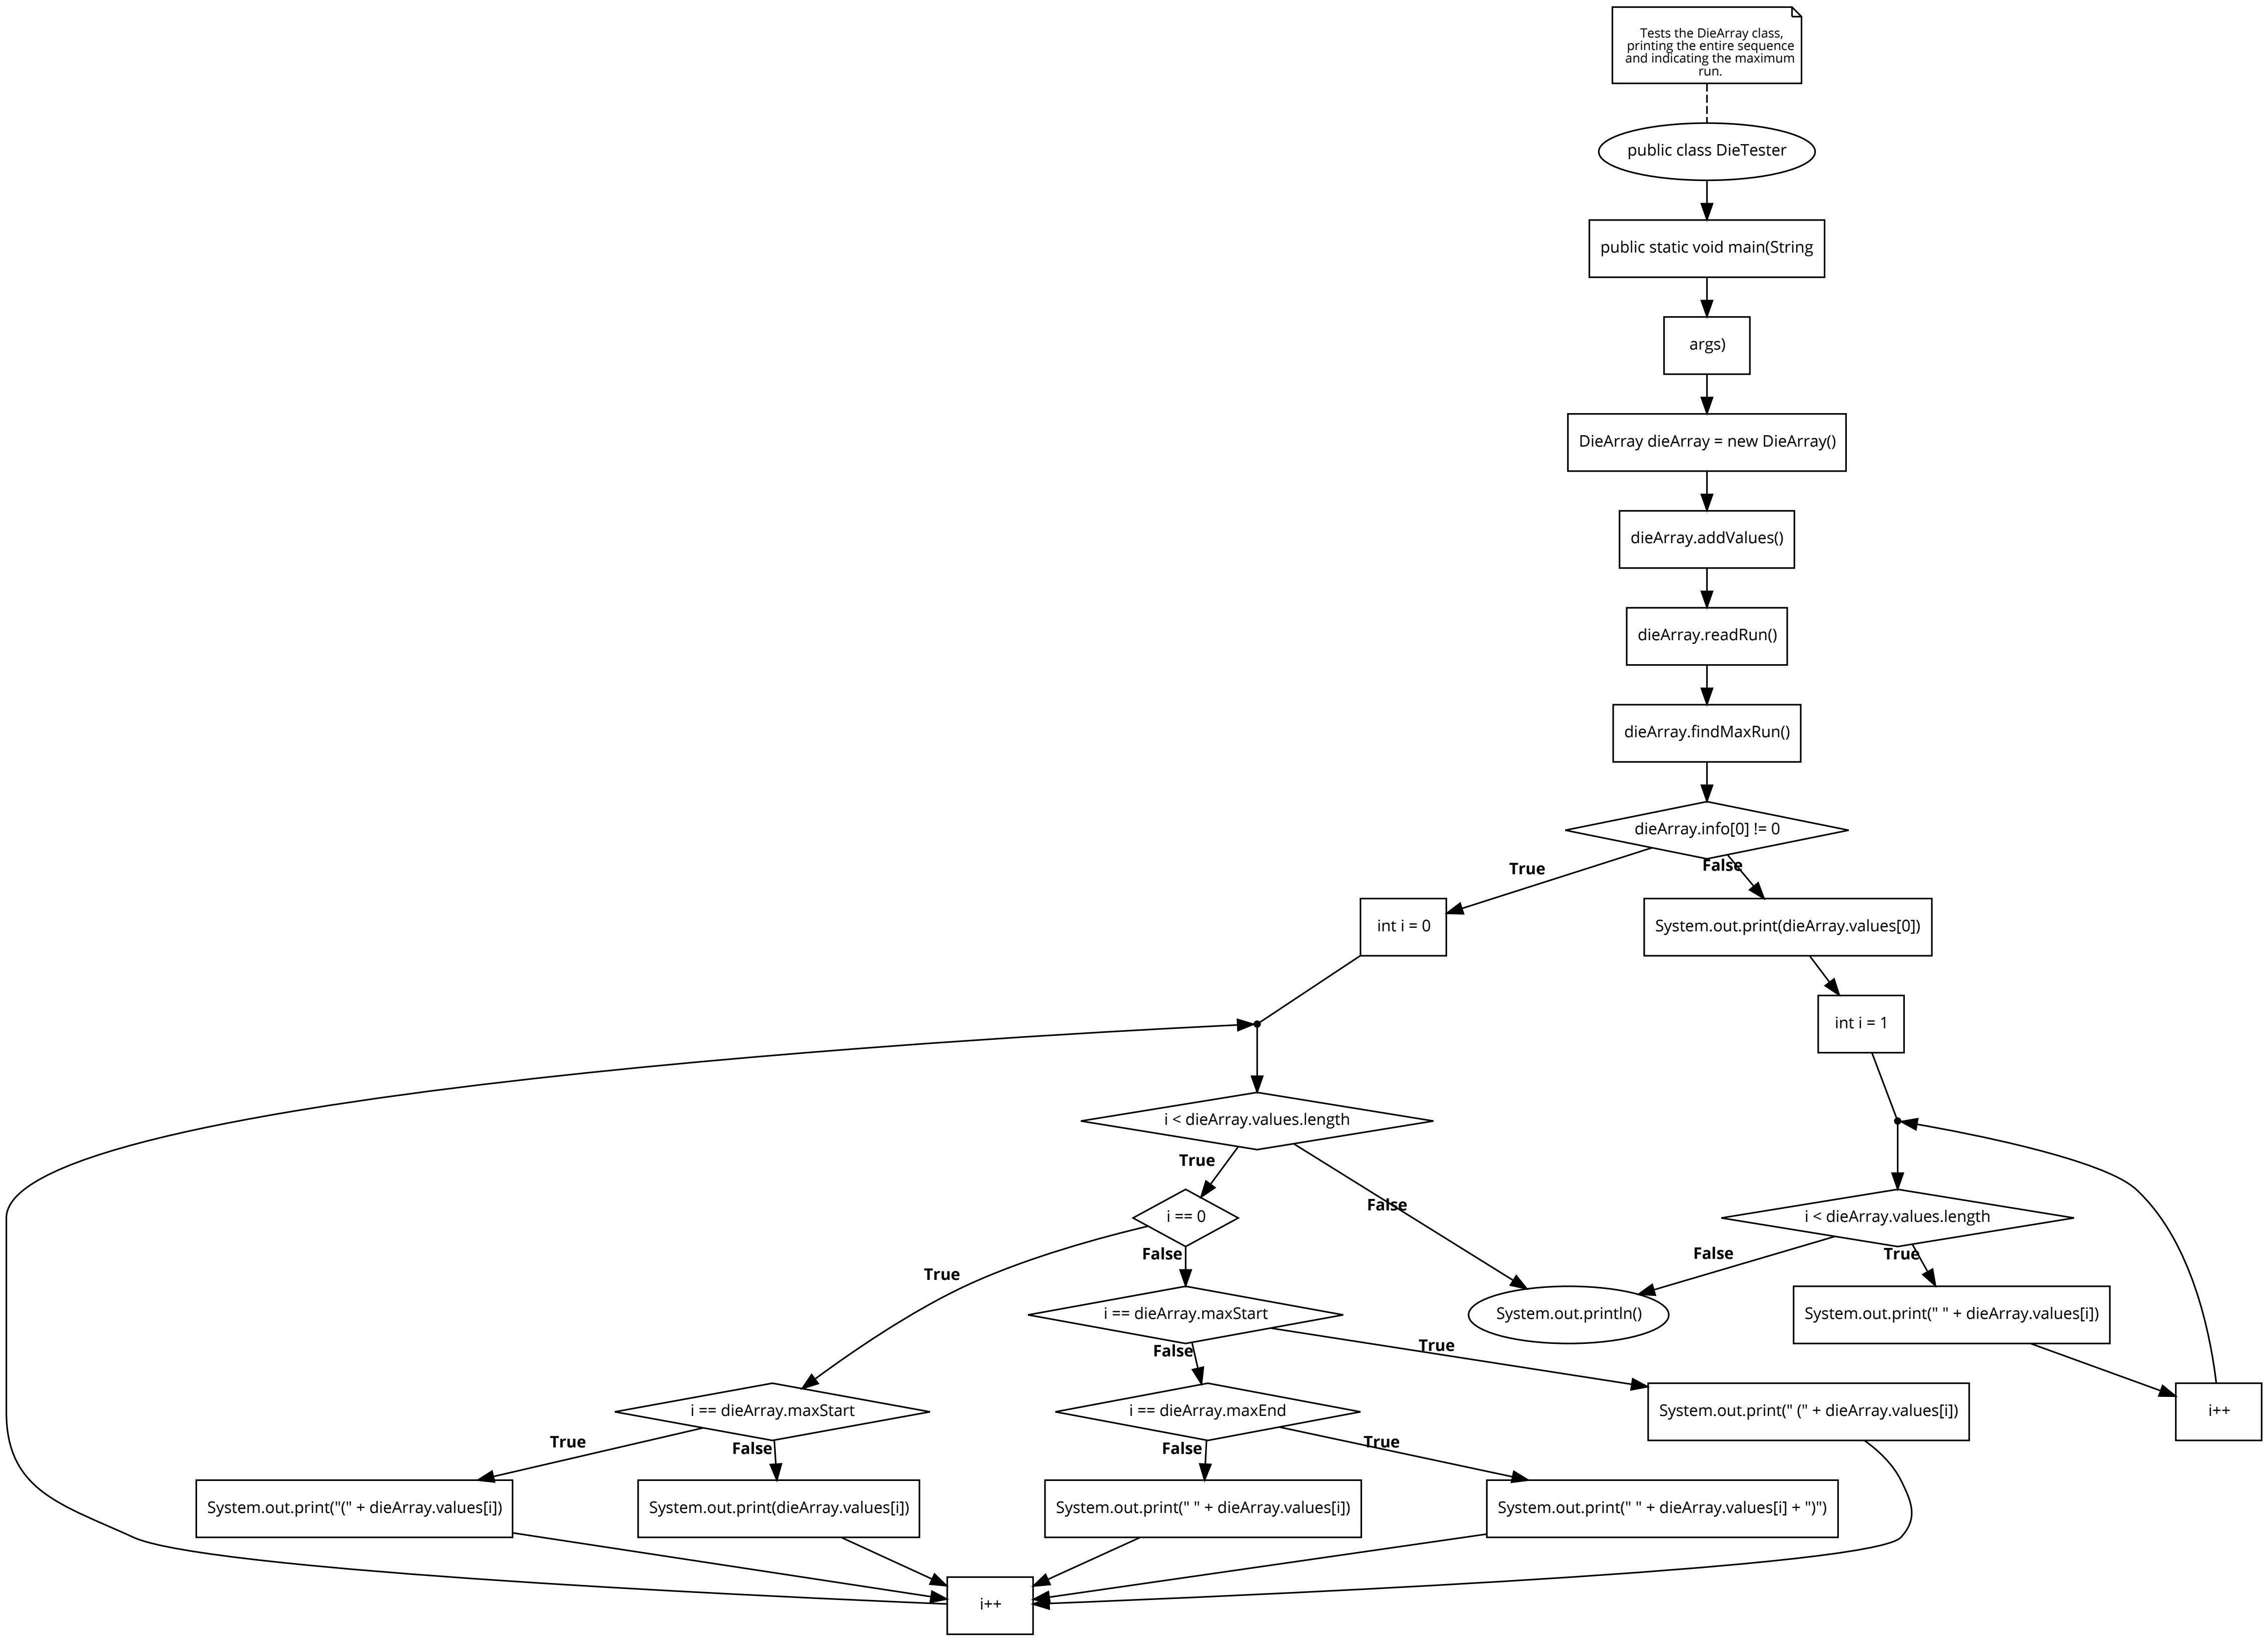 Tests the DieArray class,
printing the entire sequence
and indicating the maximum
run.
public class DieTester
public static void main(String
args)
DieArray dieArray = new DieArray()
dieArray.addValues()
dieArray.readRun()
dieArray.findMaxRun()
dieArray.info[0] != 0
True
False
int i = 0
System.out.print(dieArray.values[0])
int i = 1
i < dieArray.values.length
True
False
i == 0
i < dieArray.values.length
True
False
False
True
i == dieArray.maxStart
System.out.println()
System.out.print(" " + dieArray.values[i])
False
True
i == dieArray.maxStart
i == dieArray.maxEnd
System.out.print(" (" + dieArray.values[i])
i++
True
False
False
True
System.out.print("(" + dieArray.values[i])
System.out.print(dieArray.values[i])
System.out.print(" " + dieArray.values[i])
System.out.print(" " + dieArray.values[i] + ")")
i++